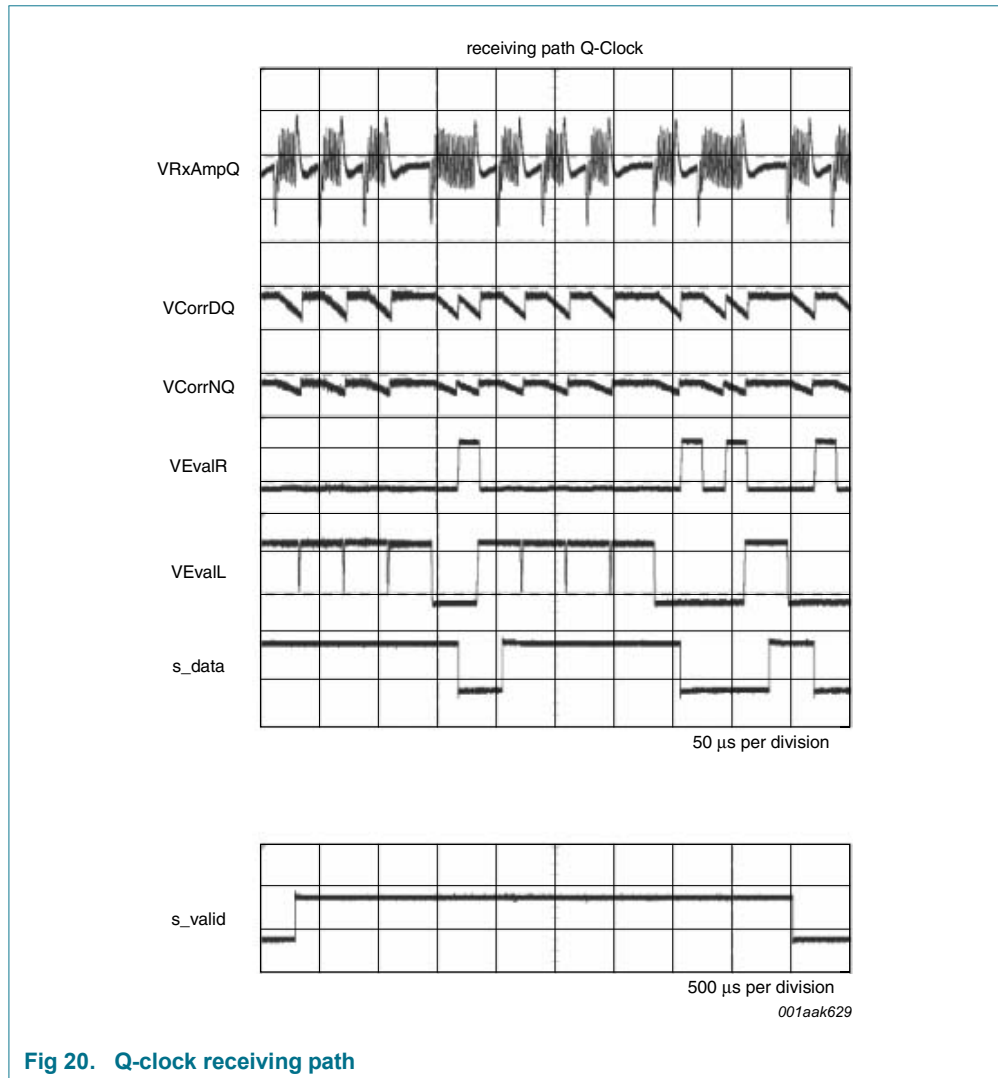 receiving path Q-Clock
VRxAmpQ
VCorrDQ
VCorrNQ
VEvalR
VEvalL
s_data
50 μs per division
s_valid
500 μs per division
001aak629
Fig 20. Q-clock receiving path